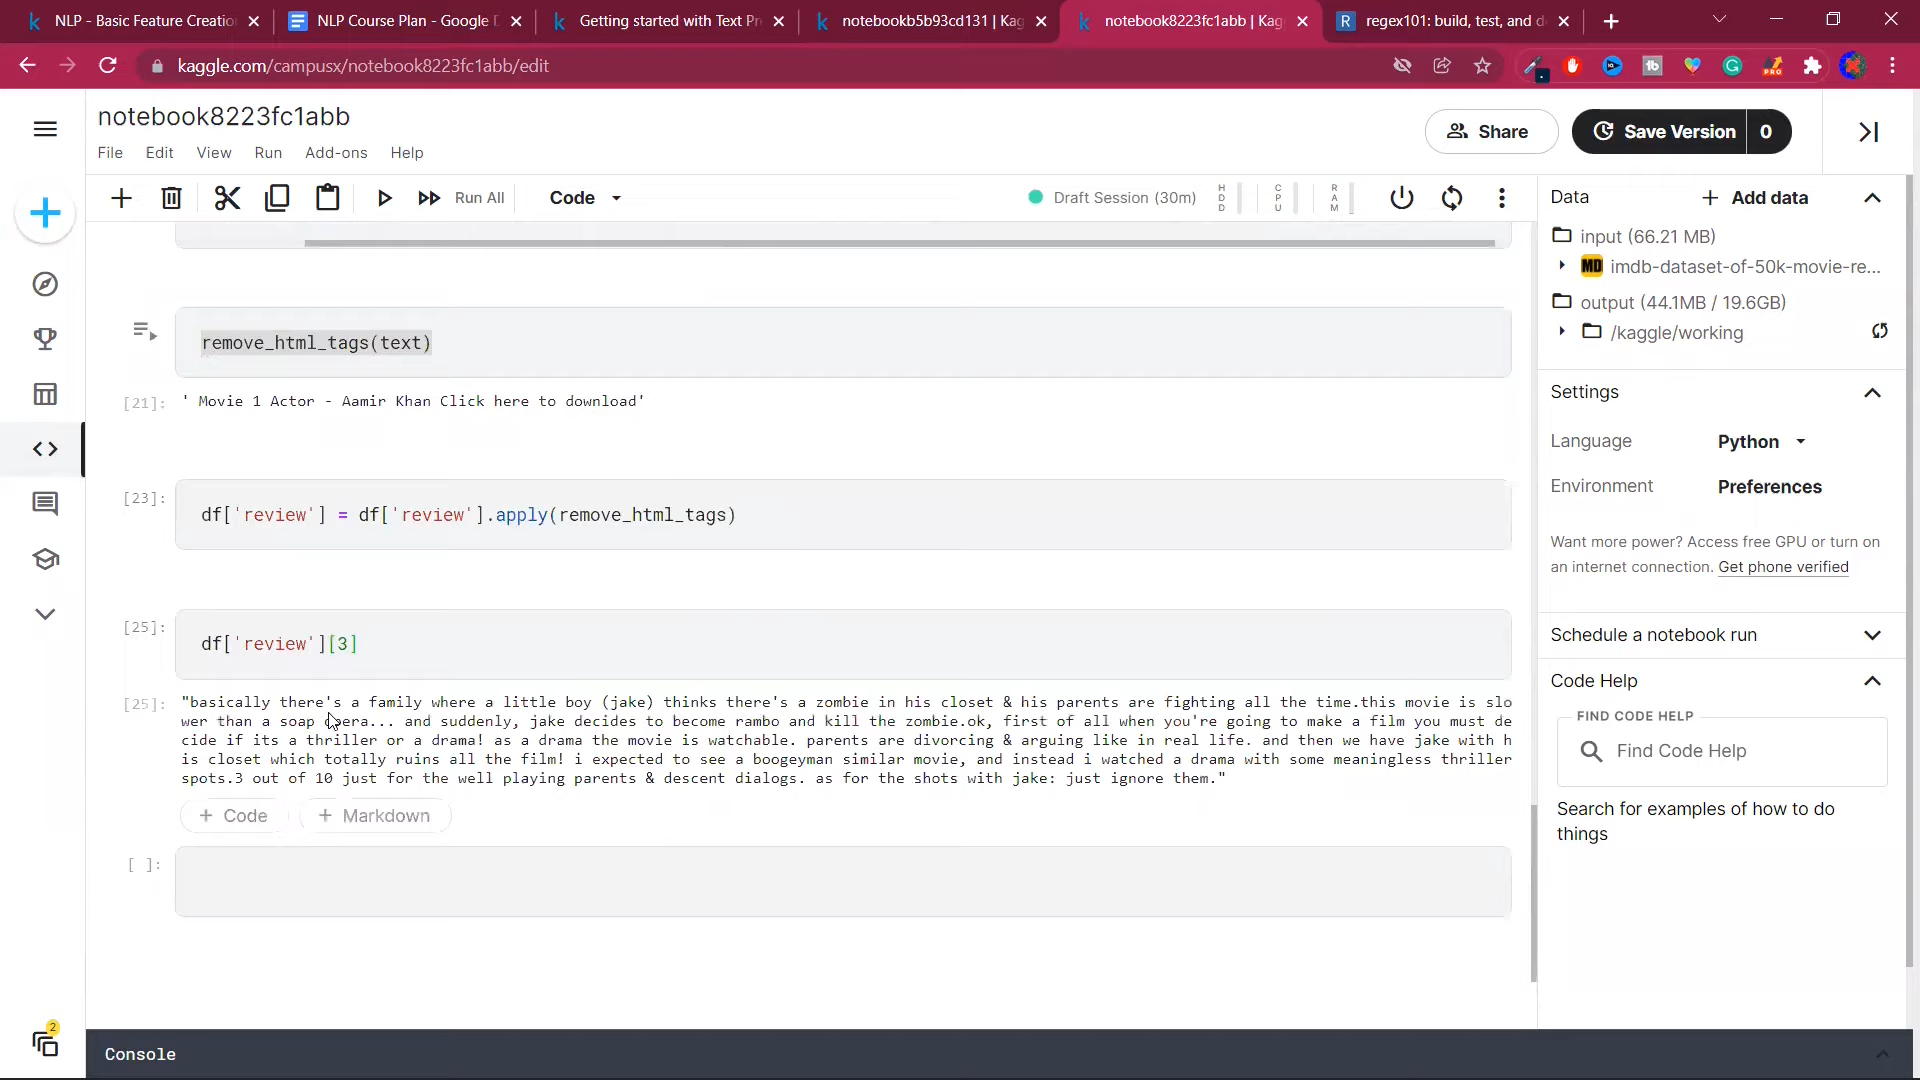 NLP - Basic Feature Creatio
NLP Course Plan - Google D
Getting started with Text Pr
notebookb5b93cd131 | Kag
notebook8223fc1abb | Kag
regex101: build, test, and d
kaggle.com/campusx/notebook8223fc1abb/edit
notebook8223fc1abb
File Edit View Run Add-ons Help
Share
Save Version 0
Run All
Code
Draft Session (30m)
HDD
CPU
RAM
remove_html_tags(text)
[21]: ' Movie 1 Actor - Aamir Khan Click here to download'
[23]: df['review'] = df['review'].apply(remove_html_tags)
[25]: df['review'][3]
[25]: "basically there's a family where a little boy (jake) thinks there's a zombie in his closet & his parents are fighting all the time.this movie is slo
wer than a soap opera... and suddenly, jake decides to become rambo and kill the zombie.ok, first of all when you're going to make a film you must de
cide if its a thriller or a drama! as a drama the movie is watchable. parents are divorcing & arguing like in real life. and then we have jake with h
is closet which totally ruins all the film! i expected to see a boogeyman similar movie, and instead i watched a drama with some meaningless thriller
spots.3 out of 10 just for the well playing parents & descent dialogs. as for the shots with jake: just ignore them."
+ Code + Markdown
[ ]:
Data
+ Add data
input (66.21 MB)
imdb-dataset-of-50k-movie-re...
output (44.1MB / 19.6GB)
/kaggle/working
Settings
Language Python
Environment Preferences
Want more power? Access free GPU or turn on
an internet connection. Get phone verified
Schedule a notebook run
Code Help
FIND CODE HELP
Find Code Help
Search for examples of how to do
things
2
Console